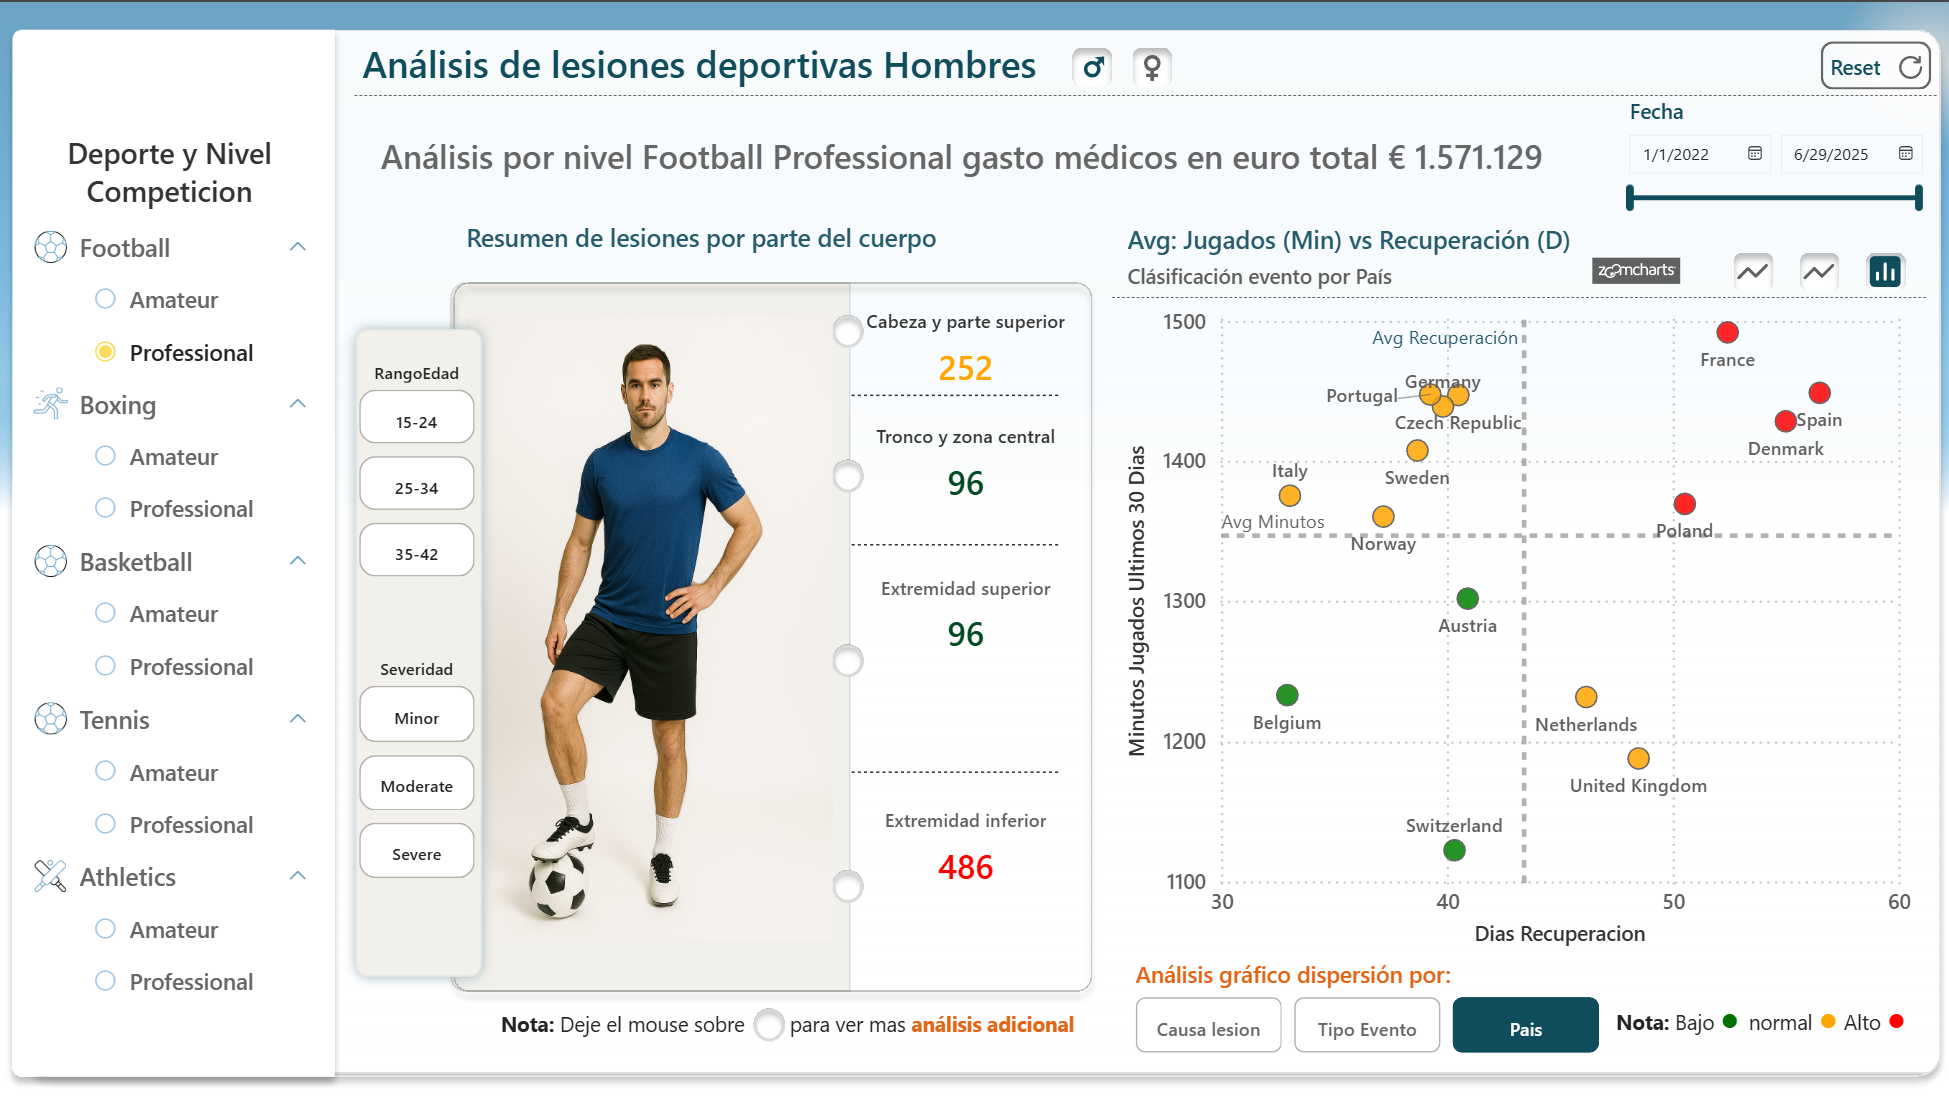 Análisis de lesiones deportivas Hombres
Reset
Deporte y Nivel
Competicion
Football
Amateur
Professional
Boxing
Amateur
Professional
Basketball
Amateur
Professional
Tennis
Amateur
Professional
Athletics
Amateur
Professional
Análisis por nivel Football Professional gasto médicos en euro total € 1.571.129
Fecha
1/1/2022
6/29/2025
Resumen de lesiones por parte del cuerpo
RangoEdad
15-24
25-34
35-42
Severidad
Minor
Moderate
Severe
Cabeza y parte superior
252
Tronco y zona central
96
Extremidad superior
96
Extremidad inferior
486
Nota: Deje el mouse sobre para ver mas análisis adicional
Avg: Jugados (Min) vs Recuperación (D)
Clásificación evento por País
zoomcharts
Minutos Jugados Ultimos 30 Dias
1500
1400
1300
1200
1100
Avg Recuperación
France
Germany
Portugal
Czech Republic
Spain
Denmark
Sweden
Italy
Avg Minutos
Norway
Poland
Austria
Belgium
Netherlands
United Kingdom
Switzerland
30
40
50
60
Dias Recuperacion
Análisis gráfico dispersión por:
Causa lesion
Tipo Evento
Pais
Nota: Bajo normal Alto